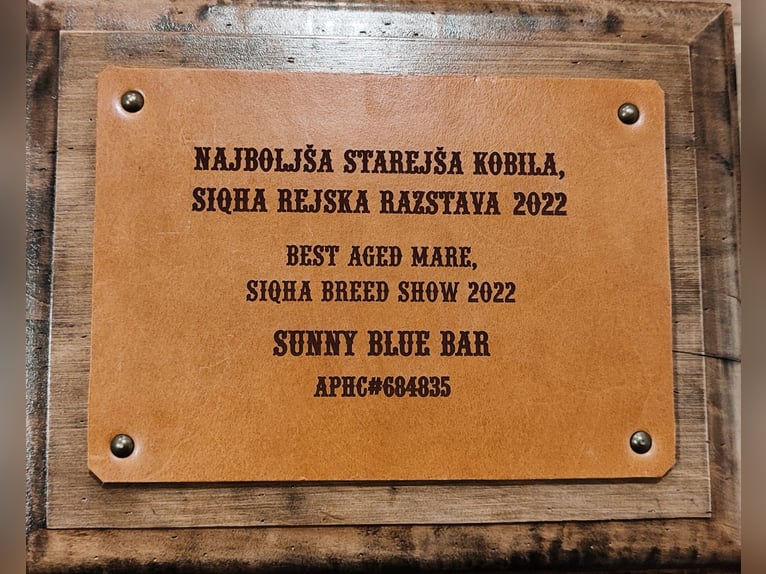 NAJBOLJŠA STAREJŠA KOBILA,
SIQHA REJSKA RAZSTAVA 2022
BEST AGED MARE,
SIQHA BREED SHOW 2022
SUNNY BLUE BAR
APHC#684835